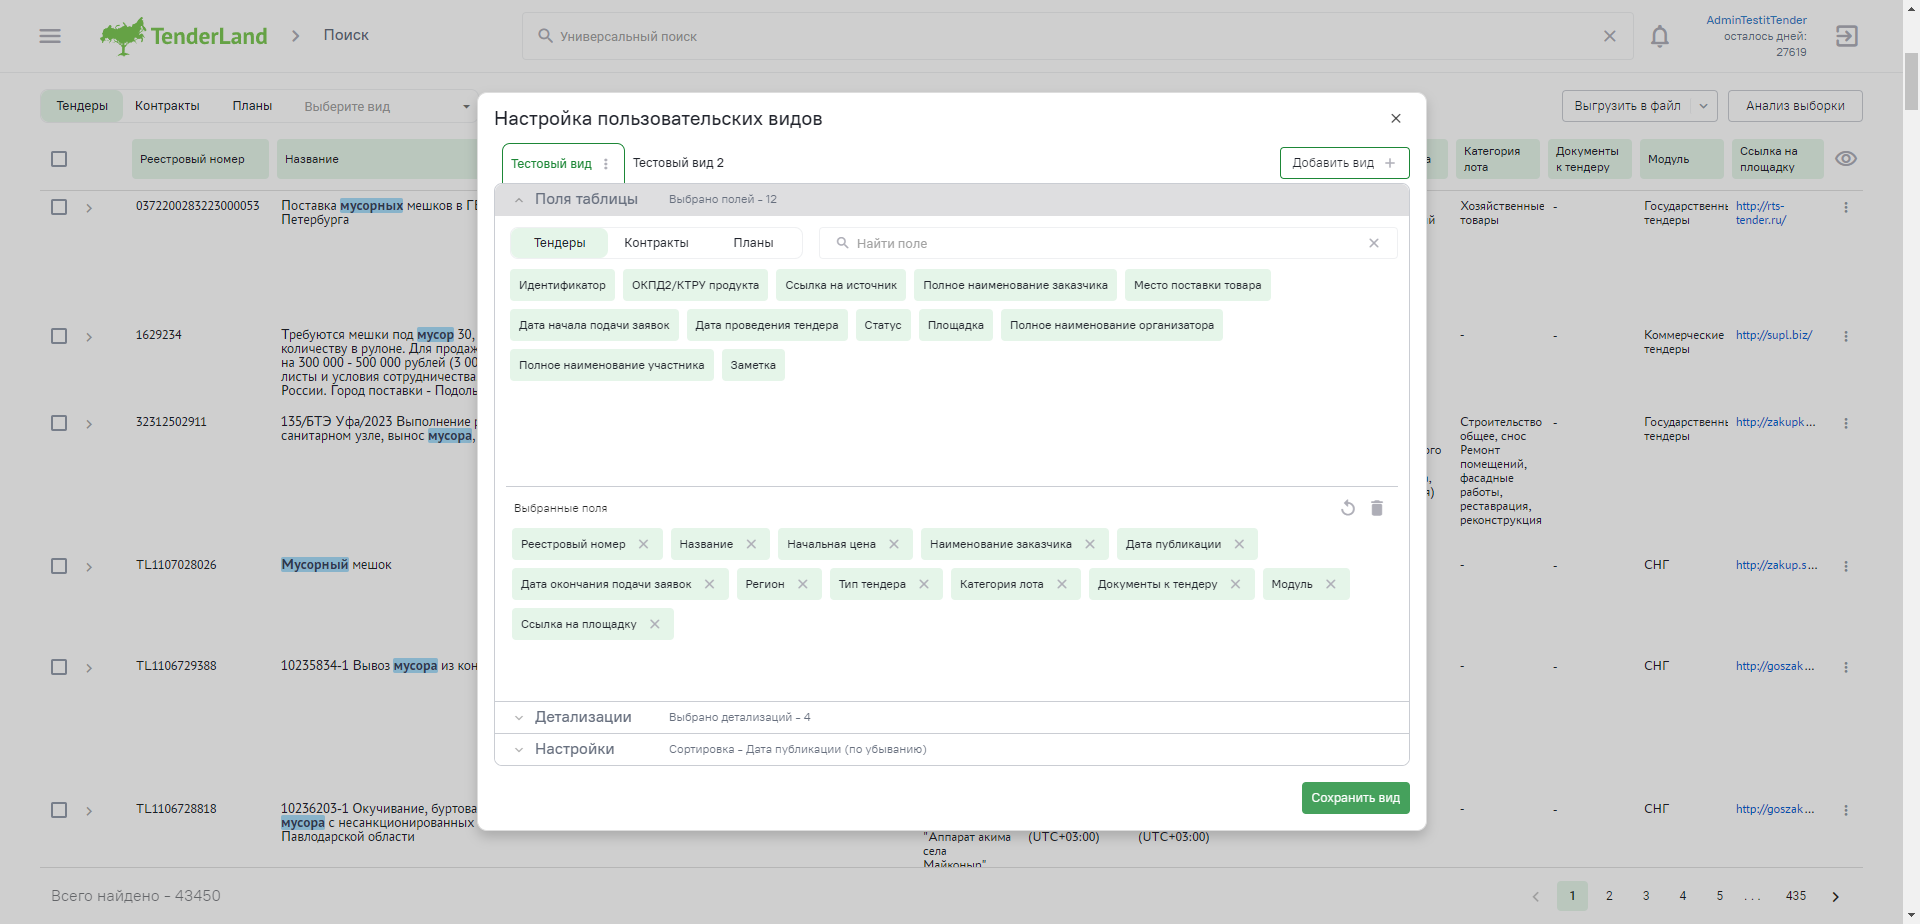 TenderLand
Поиск
Универсальный поиск
AdminTestitTender
осталось дней:
27619
Тендеры
Контракты
Планы
Выберите вид
Выгрузить в файл
Анализ выборки
Реестровый номер
Название
Категория
лота
Документы
к тендеру
Модуль
Ссылка на
площадку
0372200283223000053
Поставка мусорных мешков в
Петербурга
Хозяйственные
товары
-
Государственн
тендеры
http://rts-
tender.ru/
1629234
Требуются мешки под мусор 30,
количеству в рулоне. Для
на 300 000 - 500 000 рублей (3
листы и условия сотрудничества
России. Город поставки -
-
-
Коммерческие
тендеры
http://supl.biz/
32312502911
135/БТЭ Уфа/2023 Выполнение
санитарном узле, вынос мусора,
Строительство
общее, снос
Ремонт
помещений,
фасадные
работы,
реставрация,
реконструкция
-
Государственн
тендеры
http://zakupk...
TL1107028026
Мусорный мешок
-
-
СНГ
http://zakup.s...
TL1106729388
10235834-1 Вывоз мусора из
-
-
СНГ
http://goszak...
TL1106728818
10236203-1 Окучивание,
мусора с несанкционированных
Павлодарской области
"Аппарат акима
села
Майконыр"
(UTC+03:00)
(UTC+03:00)
-
-
СНГ
http://goszak...
Всего найдено - 43450
1
2
3
4
5
...
435
Настройка пользовательских видов
Тестовый вид
Тестовый вид 2
Добавить вид
Поля таблицы
Выбрано полей - 12
Тендеры
Контракты
Планы
Найти поле
Идентификатор
ОКПД2/КТРУ продукта
Ссылка на источник
Полное наименование заказчика
Место поставки товара
Дата начала подачи заявок
Дата проведения тендера
Статус
Площадка
Полное наименование организатора
Полное наименование участника
Заметка
Выбранные поля
Реестровый номер
Название
Начальная цена
Наименование заказчика
Дата публикации
Дата окончания подачи заявок
Регион
Тип тендера
Категория лота
Документы к тендеру
Модуль
Ссылка на площадку
Детализации
Выбрано детализаций - 4
Настройки
Сортировка - Дата публикации (по убыванию)
Сохранить вид